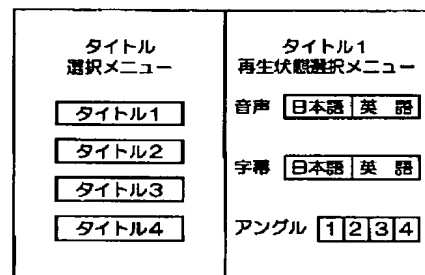 タイトル
選択メニュー
タイトル1
タイトル2
タイトル3
タイトル4
タイトル1
再生状態選択メニュー
音声 日本語 英 語
字幕 日本語 英 語
アングル 1 2 3 4